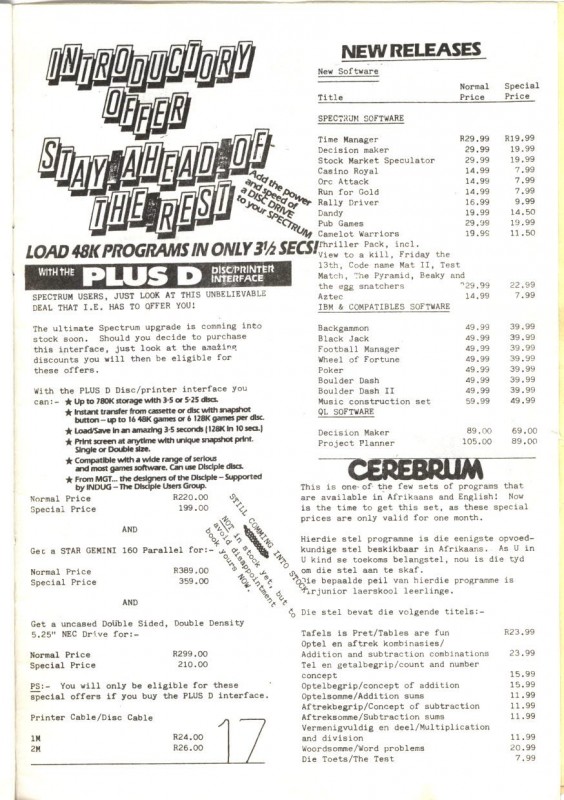 INTRODUCTORY
OFFER
STAY AHEAD OF
THE REST
Add the power
and speed of
a DISC DRIVE
to your SPECTRUM
LOAD 48K PROGRAMS IN ONLY 3½ SECS!
WITH THE PLUS D DISC/PRINTER INTERFACE
SPECTRUM USERS, JUST LOOK AT THIS UNBELIEVABLE
DEAL THAT I.E. HAS TO OFFER YOU!
The ultimate Spectrum upgrade is comming into
stock soon. Should you decide to purchase
this interface, just look at the amazing
discounts you will then be eligible for
these offers.
With the PLUS D Disc/printer interface you
can:- ★ Up to 780K storage with 3·5 or 5·25 discs.
★ Instant transfer from cassette or disc with snapshot
button – up to 16 48K games or 6 128K games per disc.
★ Load/Save in an amazing 3·5 seconds (128K in 10 secs.)
★ Print screen at anytime with unique snapshot print.
Single or Double size.
★ Compatible with a wide range of serious
and most games software. Can use Disciple discs.
★ From MGT... the designers of the Disciple – Supported
by INDUG – The Disciple Users Group.
Normal Price R220.00
Special Price 199.00
AND
Get a STAR GEMINI 160 Parallel for:-
Normal Price R389.00
Special Price 359.00
AND
Get a uncased Double Sided, Double Density
5.25" NEC Drive for:-
Normal Price R299.00
Special Price 210.00
PS:- You will only be eligible for these
special offers if you buy the PLUS D interface.
Printer Cable/Disc Cable
1M R24.00
2M R26.00
17
STILL COMMING INTO STOCK
NOT in stock yet, but to
avoid disappointment
book yours NOW.
NEW RELEASES
New Software
Normal Special
Title Price Price
SPECTRUM SOFTWARE
Time Manager R29.99 R19.99
Decision maker 29.99 19.99
Stock Market Speculator 29.99 19.99
Casino Royal 14.99 7.99
Orc Attack 14.99 7.99
Run for Gold 14.99 7.99
Rally Driver 16.99 9.99
Dandy 19.99 14.50
Pub Games 29.99 19.99
Camelot Warriors 19.99 11.50
Thriller Pack, incl.
View to a kill, Friday the
13th, Code name Mat II, Test
Match, The Pyramid, Beaky and
the egg snatchers 29.99 22.99
Aztec 14.99 7.99
IBM & COMPATIBLES SOFTWARE
Backgammon 49.99 39.99
Black Jack 49.99 39.99
Football Manager 49.99 39.99
Wheel of Fortune 49.99 39.99
Poker 49.99 39.99
Boulder Dash 49.99 39.99
Boulder Dash II 49.99 39.99
Music construction set 59.99 49.99
QL SOFTWARE
Decision Maker 89.00 69.00
Project Planner 105.00 89.00
CEREBRUM
This is one of the few sets of programs that
are available in Afrikaans and English! Now
is the time to get this set, as these special
prices are only valid for one month.
Hierdie stel programme is die eenigste opvoed-
kundige stel beskikbaar in Afrikaans. As U in
U kind se toekoms belangstel, nou is die tyd
om die stel aan te skaf.
Die bepaalde peil van hierdie programme is
vir junior laerskool leerlinge.
Die stel bevat die volgende titels:-
Tafels is Pret/Tables are fun R23.99
Optel en aftrek kombinasies/
Addition and subtraction combinations 23.99
Tel en getalbegrip/count and number
concept 15.99
Optelbegrip/concept of addition 15.99
Optelsomme/Addition sums 11.99
Aftrekbegrip/Concept of subtraction 11.99
Aftreksomme/Subtraction sums 11.99
Vermenigvuldig en deel/Multiplication
and division 11.99
Woordsomme/Word problems 20.99
Die Toets/The Test 7.99